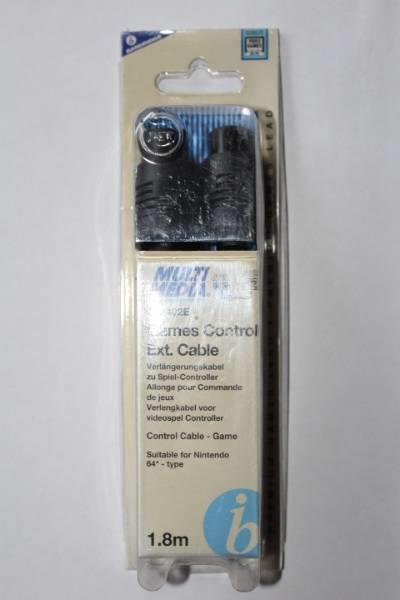 MULTI
MEDIA
Games Control
Ext. Cable
Verlängerungskabel
zu Spiel-Controller
Allonge pour Commande
de jeux
Verlengkabel voor
videospel Controller
Control Cable - Game
Suitable for Nintendo
64* - type
1.8m
b
LEAD